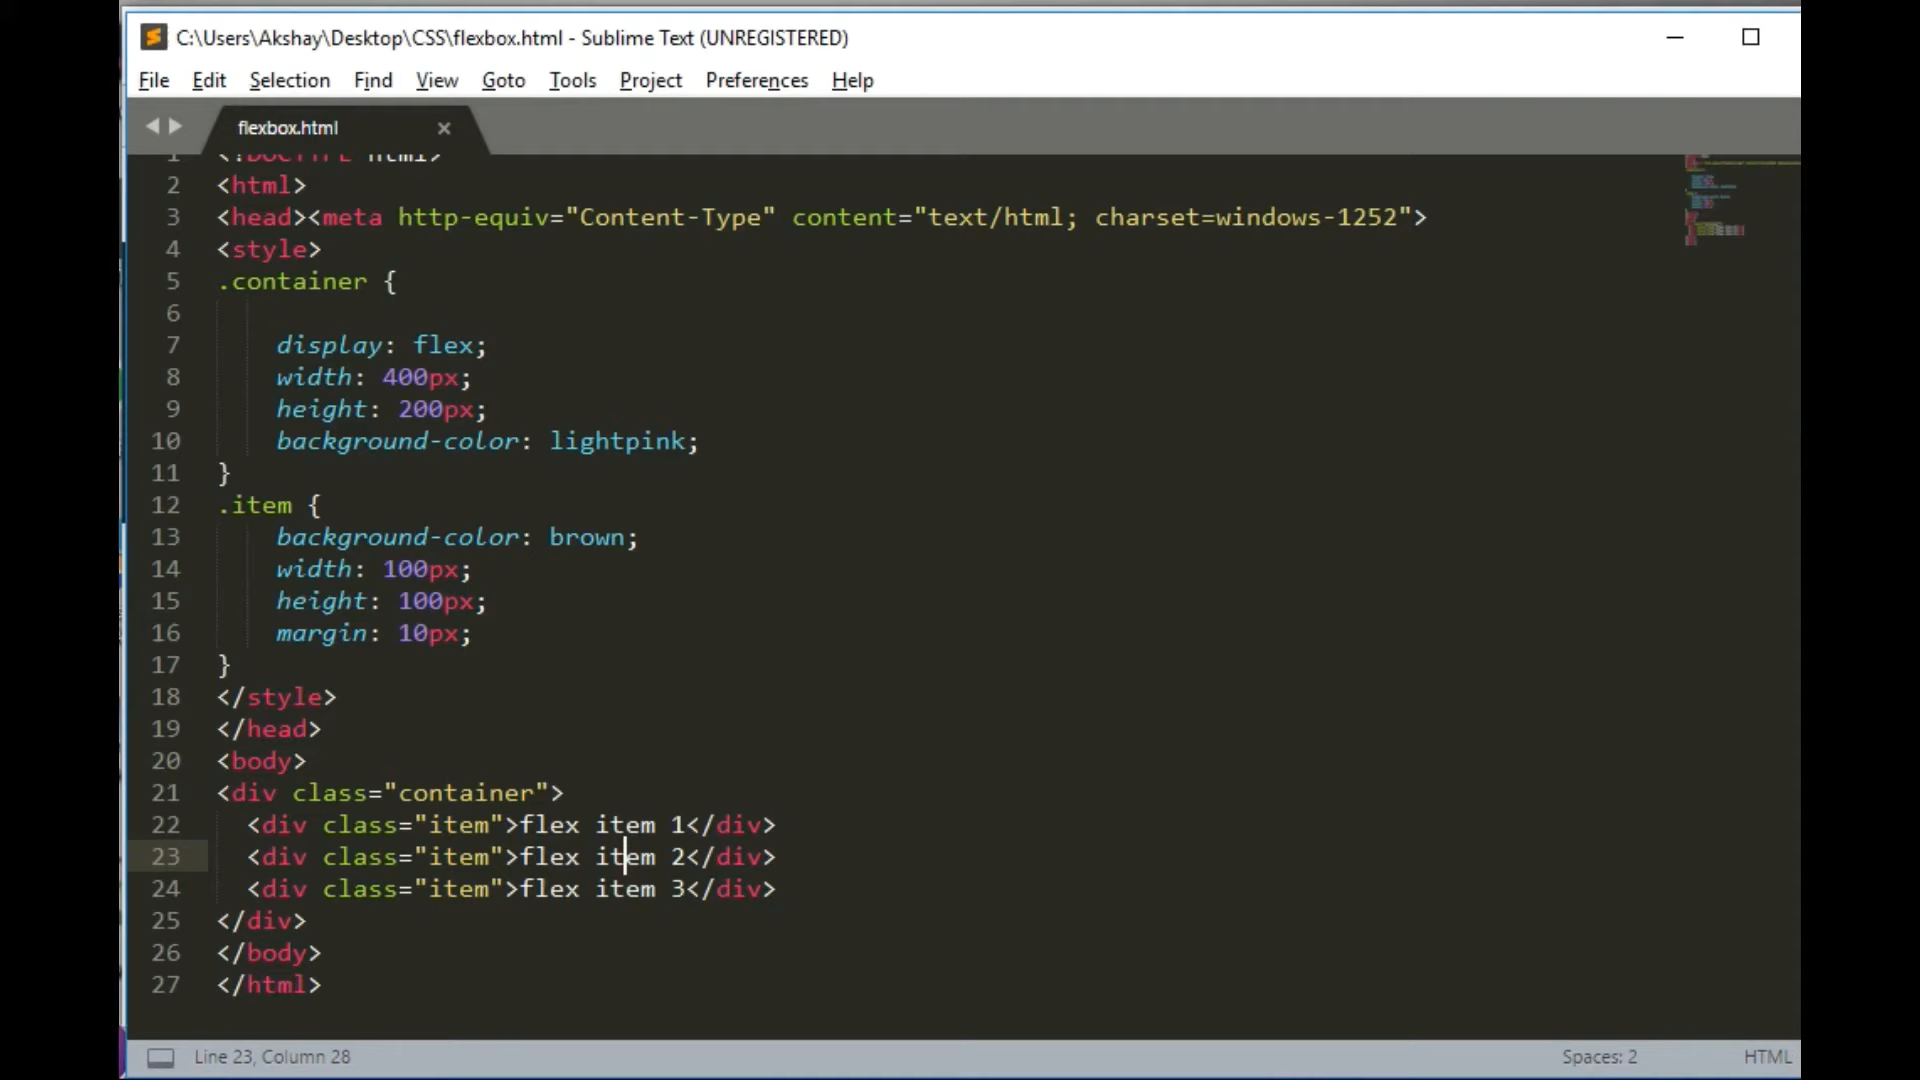 C:\Users\Akshay\Desktop\CSS\flexbox.html - Sublime Text (UNREGISTERED)
File Edit Selection Find View Goto Tools Project Preferences Help
flexbox.html
1 <!DOCTYPE html>
2 <html>
3 <head><meta http-equiv="Content-Type" content="text/html; charset=windows-1252">
4 <style>
5 .container {
6
7 display: flex;
8 width: 400px;
9 height: 200px;
10 background-color: lightpink;
11 }
12 .item {
13 background-color: brown;
14 width: 100px;
15 height: 100px;
16 margin: 10px;
17 }
18 </style>
19 </head>
20 <body>
21 <div class="container">
22 <div class="item">flex item 1</div>
23 <div class="item">flex item 2</div>
24 <div class="item">flex item 3</div>
25 </div>
26 </body>
27 </html>
Line 23, Column 28 Spaces: 2 HTML